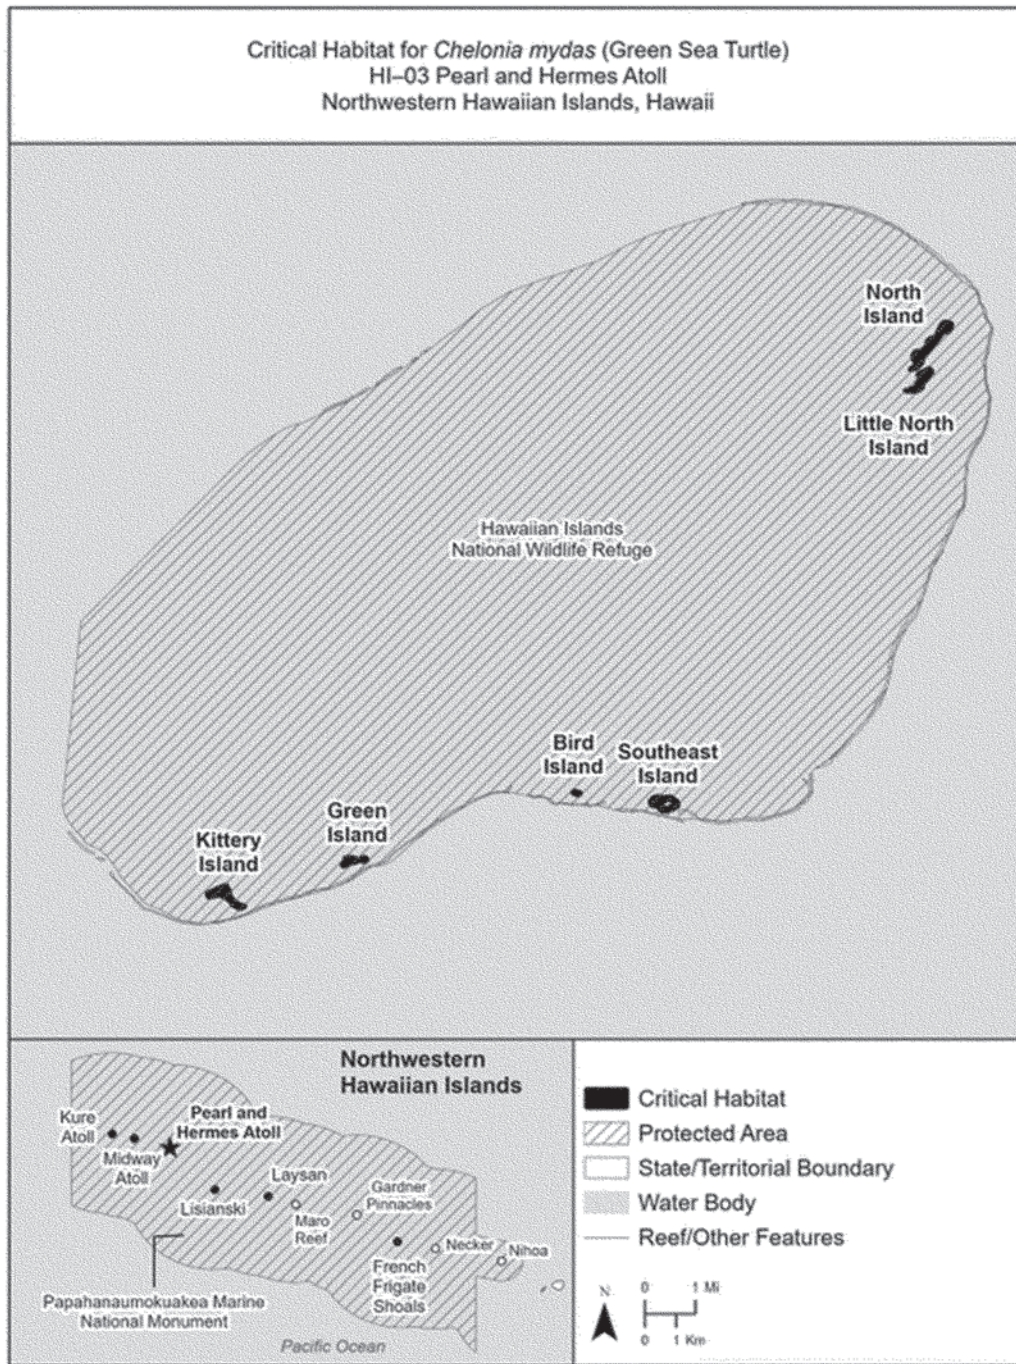 Critical Habitat for Chelonia mydas (Green Sea Turtle)
HI–03 Pearl and Hermes Atoll
Northwestern Hawaiian Islands, Hawaii
North
Island
Little North
Island
Hawaiian Islands
National Wildlife Refuge
Bird
Island
Southeast
Island
Green
Island
Kittery
Island
Northwestern
Hawaiian Islands
Kure
Atoll
Pearl and
Hermes Atoll
Midway
Atoll
Lisianski
Laysan
Maro
Reef
Gardner
Pinnacles
French
Frigate
Shoals
Necker
Nihoa
Papahanaumokuakea Marine
National Monument
Pacific Ocean
Critical Habitat
Protected Area
State/Territorial Boundary
Water Body
Reef/Other Features
N
0 1 Mi
0 1 Km